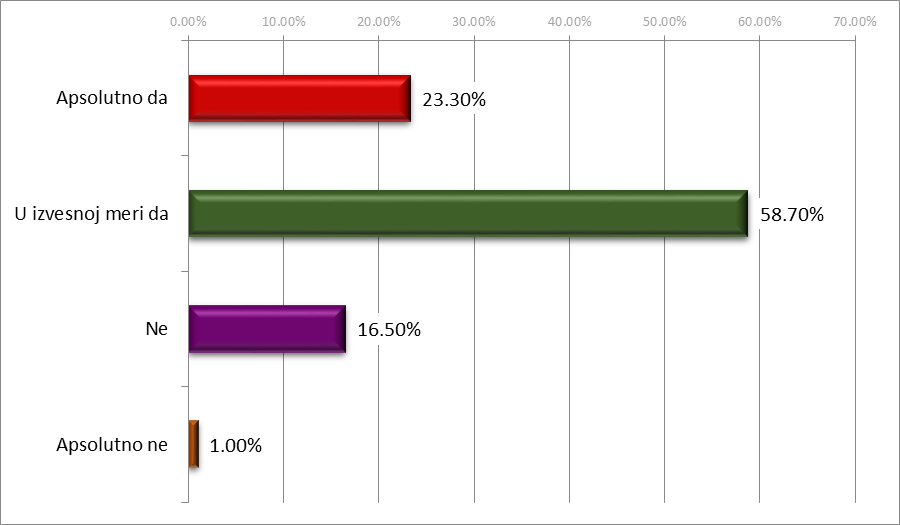 0.00% 10.00% 20.00% 30.00% 40.00% 50.00% 60.00% 70.00%
Apsolutno da 23.30%
U izvesnoj meri da 58.70%
Ne 16.50%
Apsolutno ne 1.00%